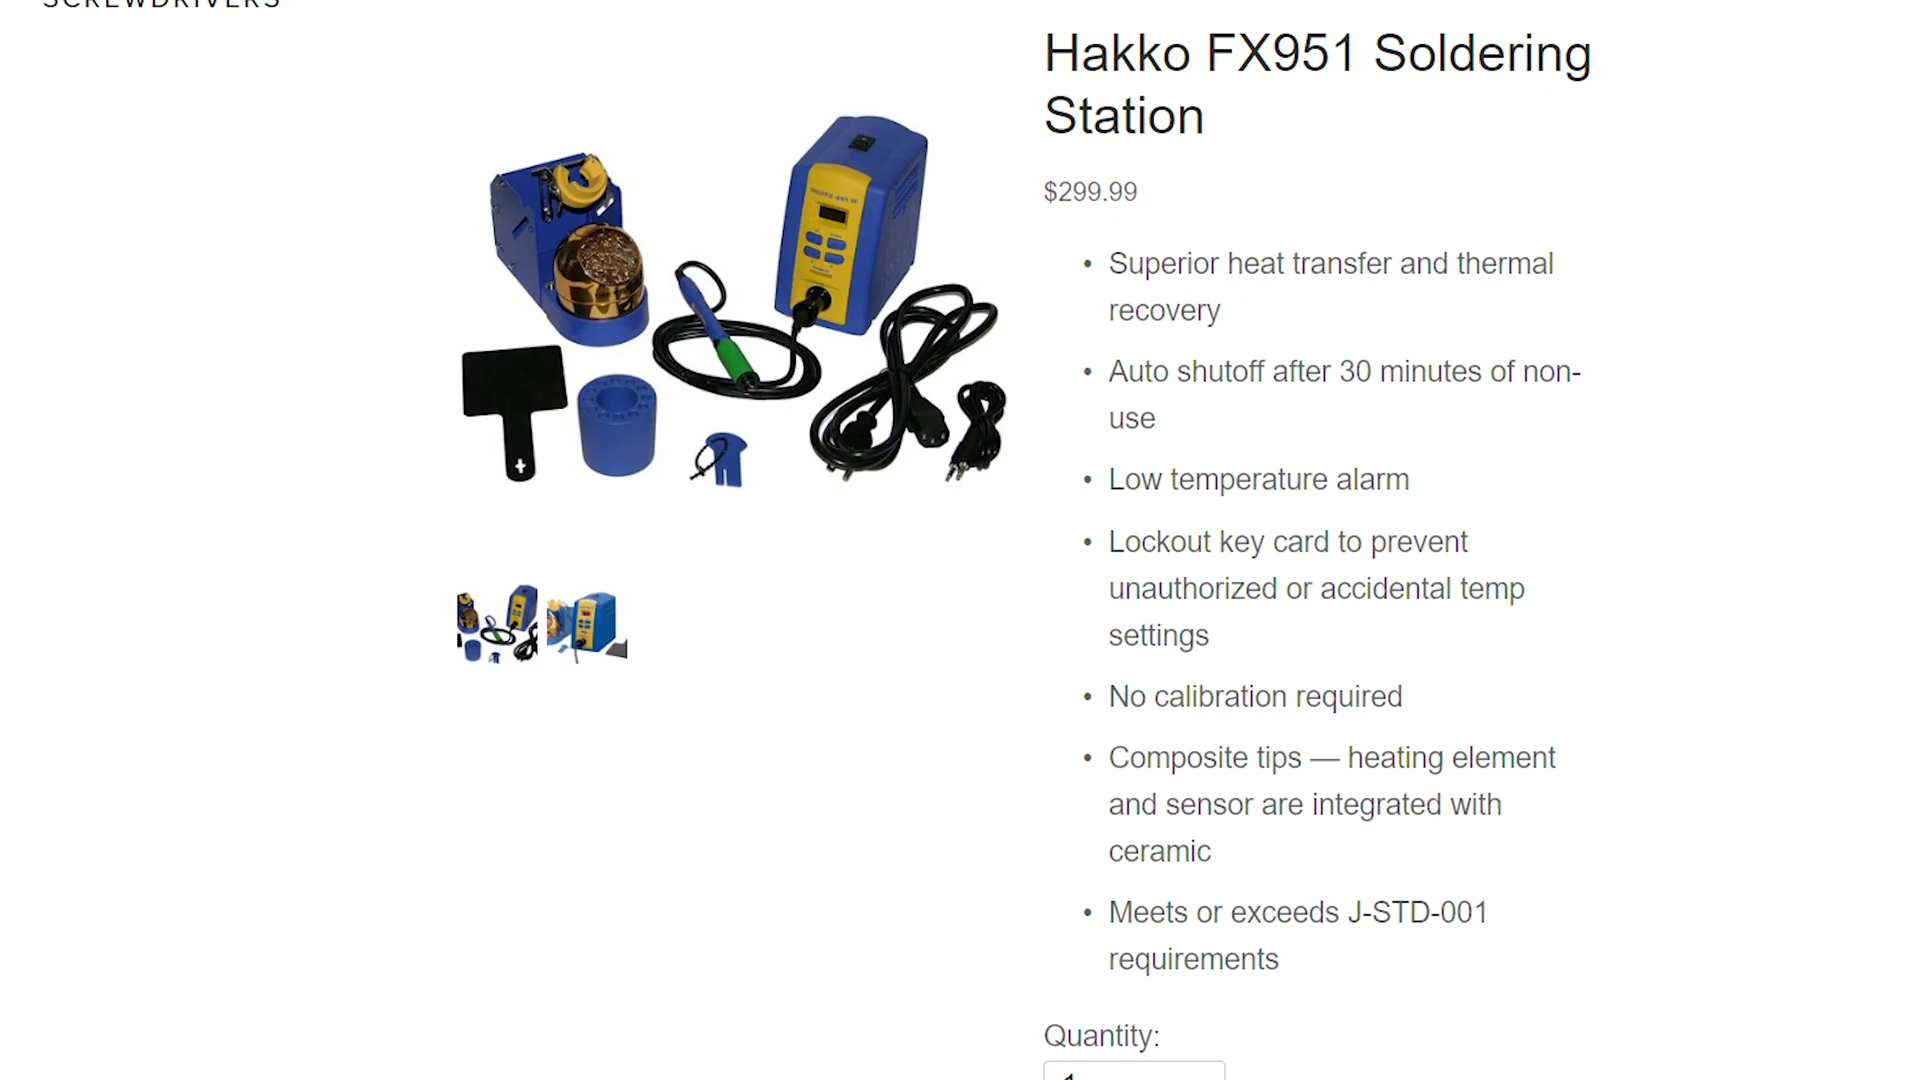 SCREWDRIVERS
Hakko FX951 Soldering
Station
$299.99
• Superior heat transfer and thermal
recovery
• Auto shutoff after 30 minutes of non-
use
• Low temperature alarm
• Lockout key card to prevent
unauthorized or accidental temp
settings
• No calibration required
• Composite tips — heating element
and sensor are integrated with
ceramic
• Meets or exceeds J-STD-001
requirements
Quantity:
1